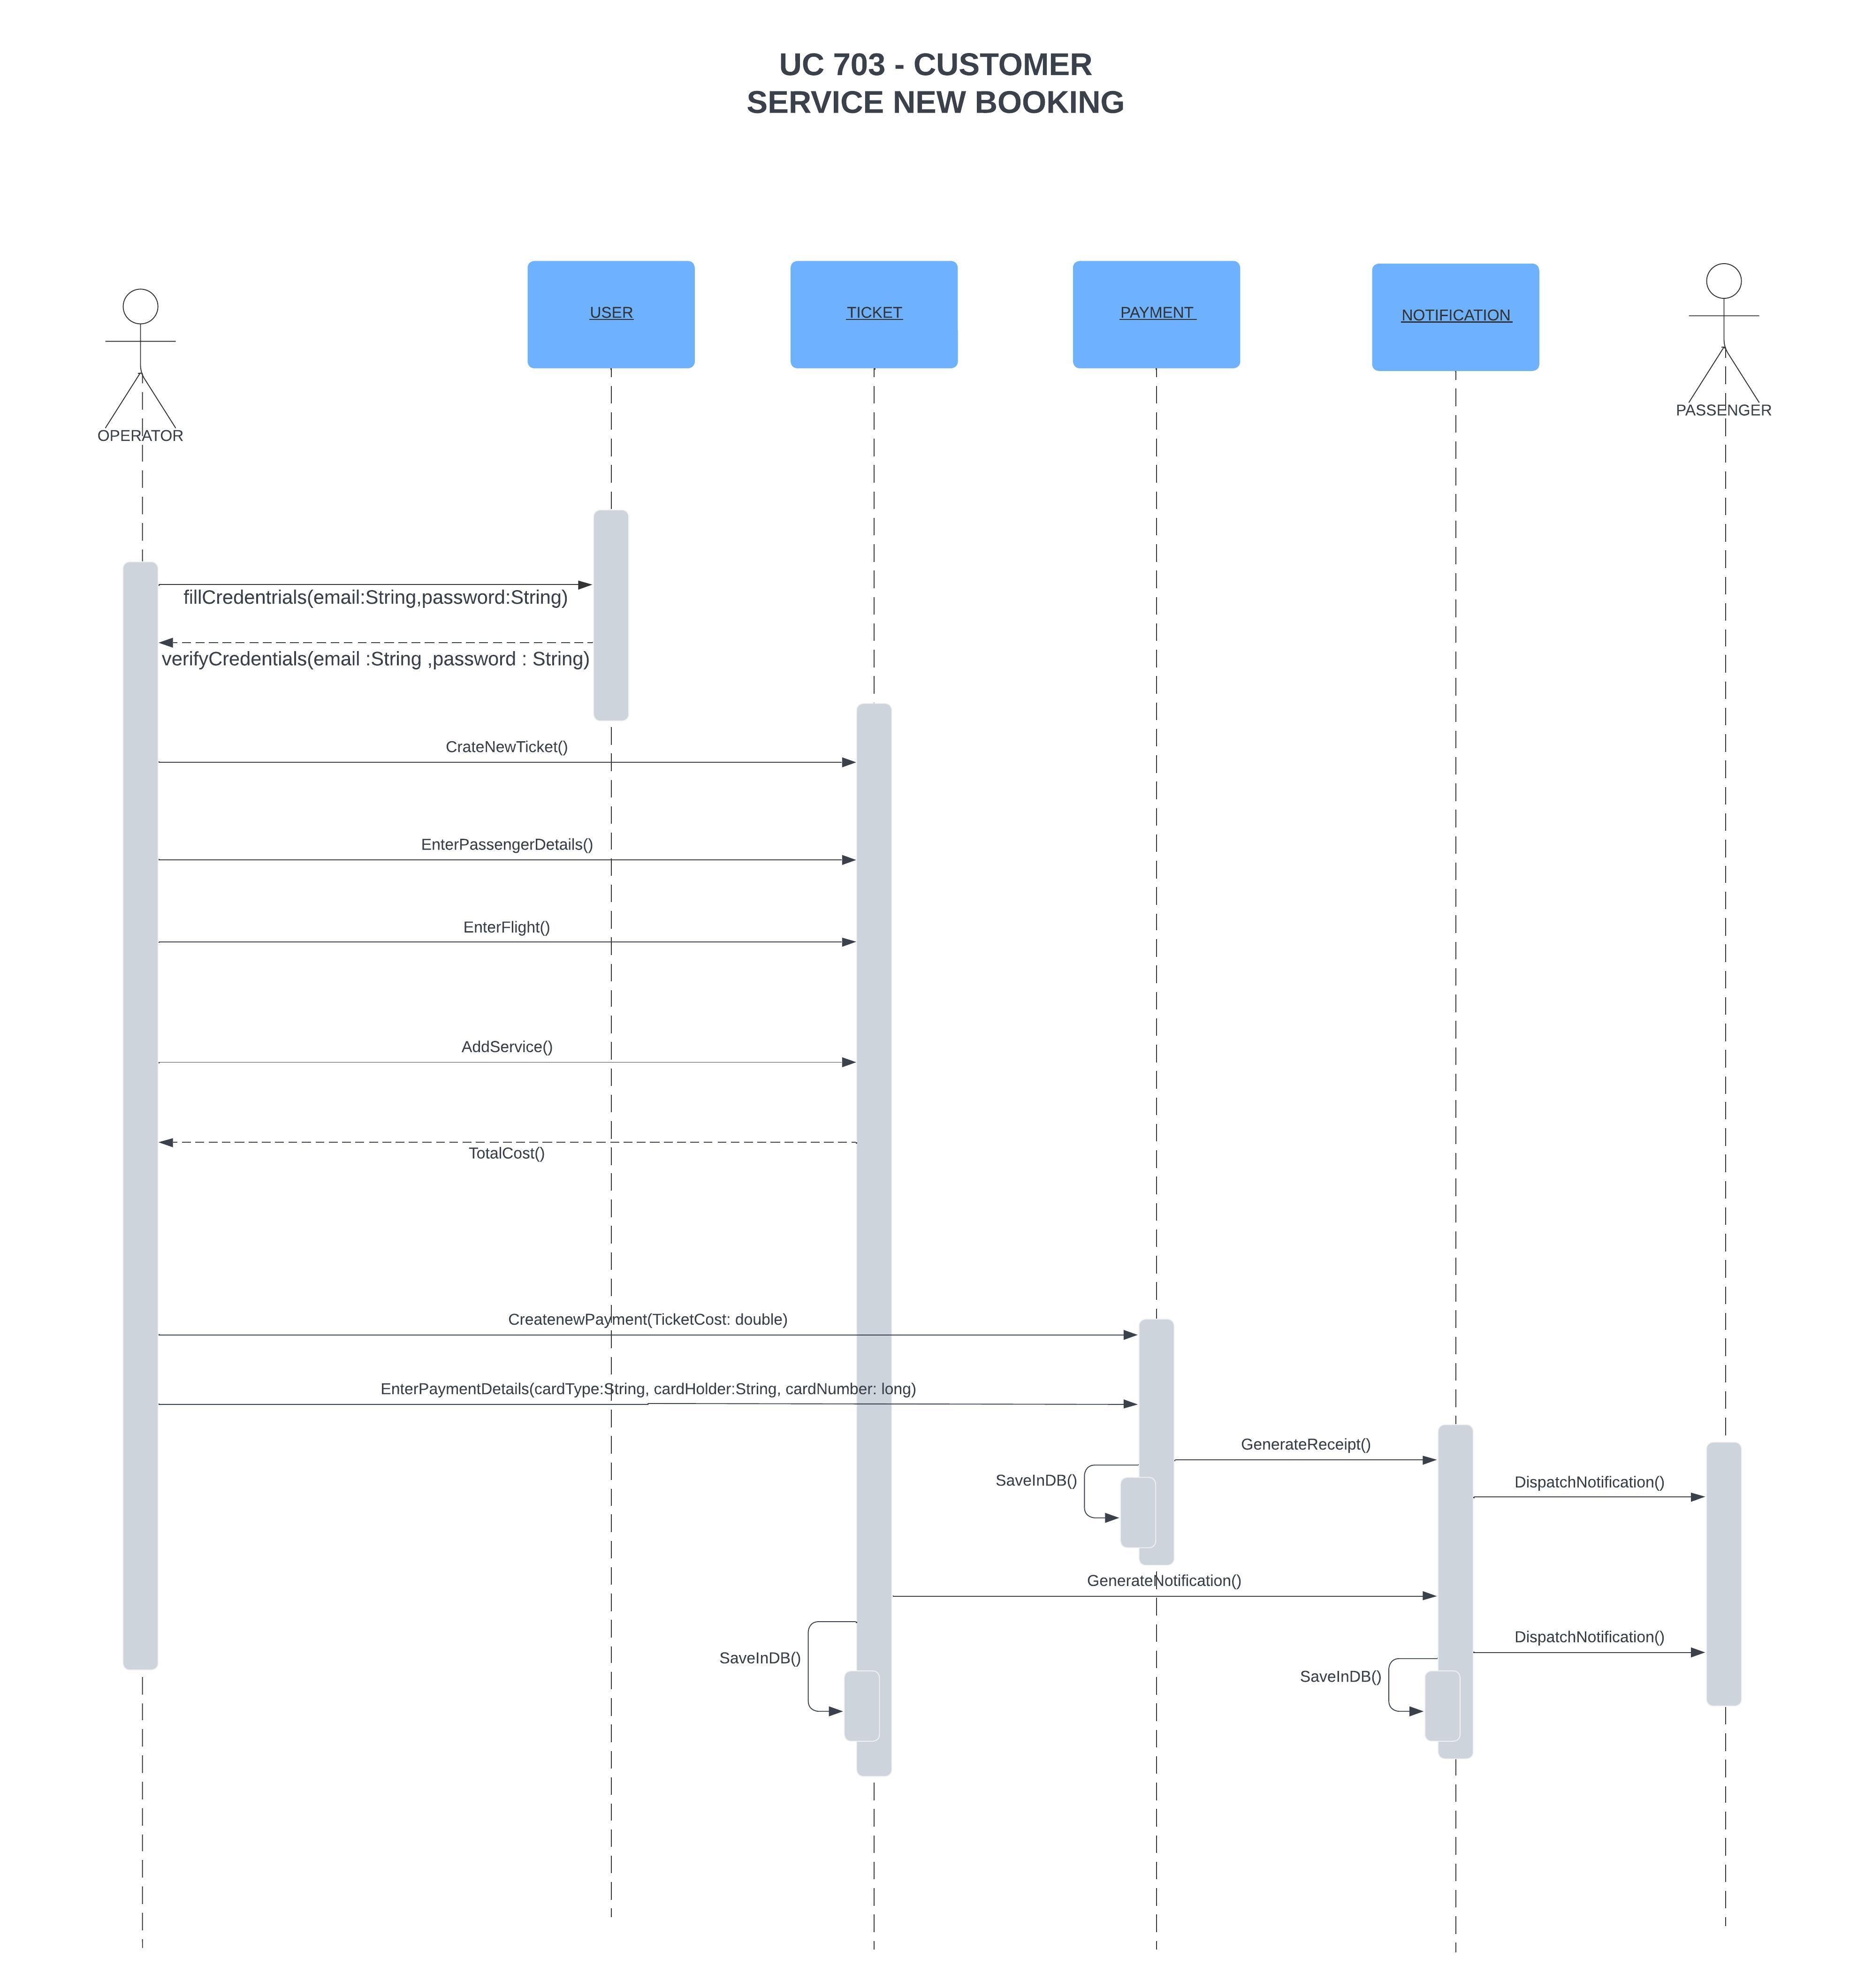 UC 703 - CUSTOMER
SERVICE NEW BOOKING
OPERATOR
USER
TICKET
PAYMENT
NOTIFICATION
PASSENGER
fillCredentrials(email:String,password:String)
verifyCredentials(email :String ,password : String)
CrateNewTicket()
EnterPassengerDetails()
EnterFlight()
AddService()
TotalCost()
CreatenewPayment(TicketCost: double)
EnterPaymentDetails(cardType:String, cardHolder:String, cardNumber: long)
GenerateReceipt()
SaveInDB()
DispatchNotification()
GenerateNotification()
SaveInDB()
DispatchNotification()
SaveInDB()